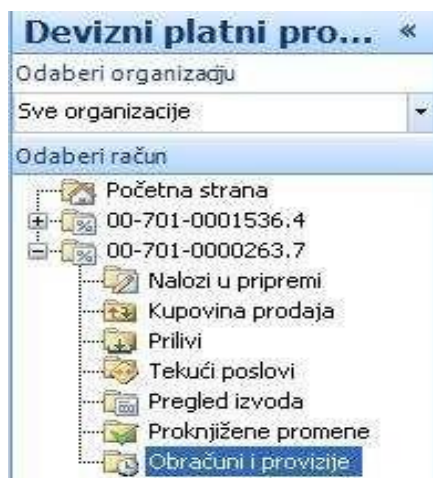 Devizni platni pro... «
Odaberi organizaciju
Sve organizacije
Odaberi račun
Početna strana
00-701-0001536.4
00-701-0000263.7
Nalozi u pripremi
Kupovina prodaja
Prilivi
Tekući poslovi
Pregled izvoda
Proknjižene promene
Obračuni i provizije